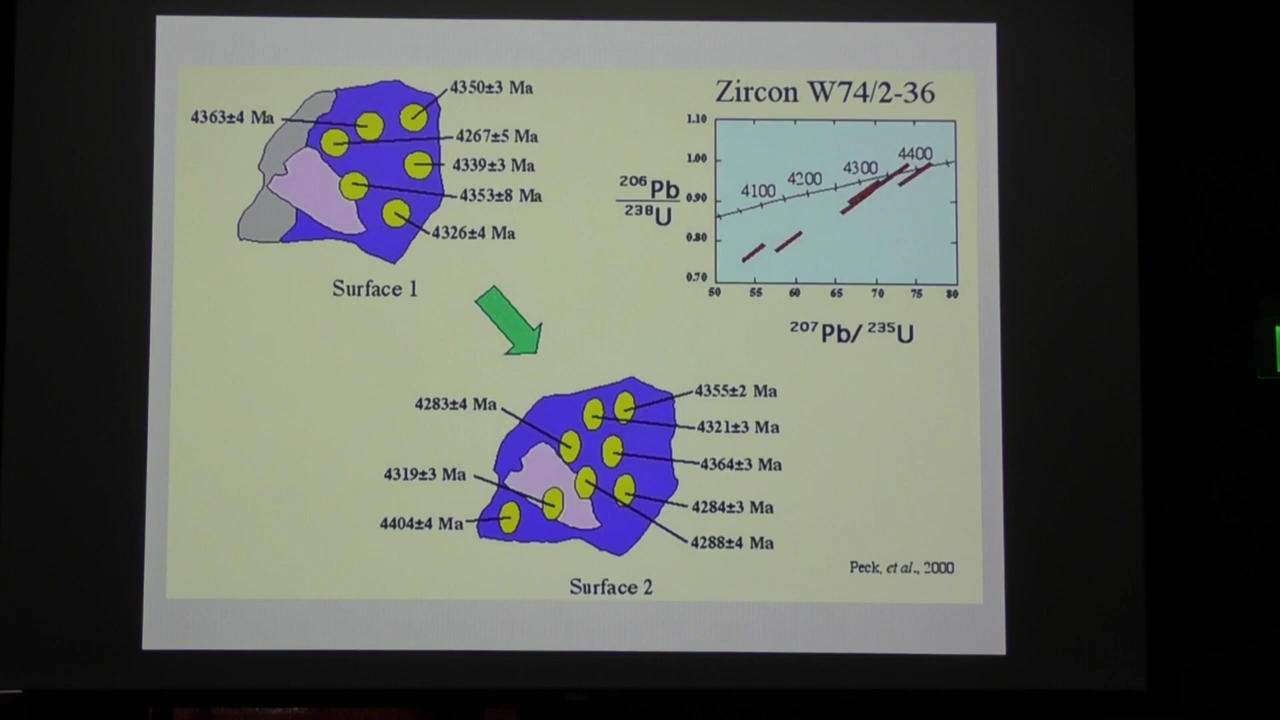 Zircon W74/2-36
4350±3 Ma
4363±4 Ma
4267±5 Ma
4339±3 Ma
4353±8 Ma
4326±4 Ma
Surface 1
1.10
1.00
0.90
0.80
0.70
4100
4200
4300
4400
50 55 60 65 70 75 80
²⁰⁶Pb
²³⁸U
²⁰⁷Pb/ ²³⁵U
4283±4 Ma
4355±2 Ma
4321±3 Ma
4364±3 Ma
4319±3 Ma
4284±3 Ma
4404±4 Ma
4288±4 Ma
Surface 2
Peck, et al., 2000